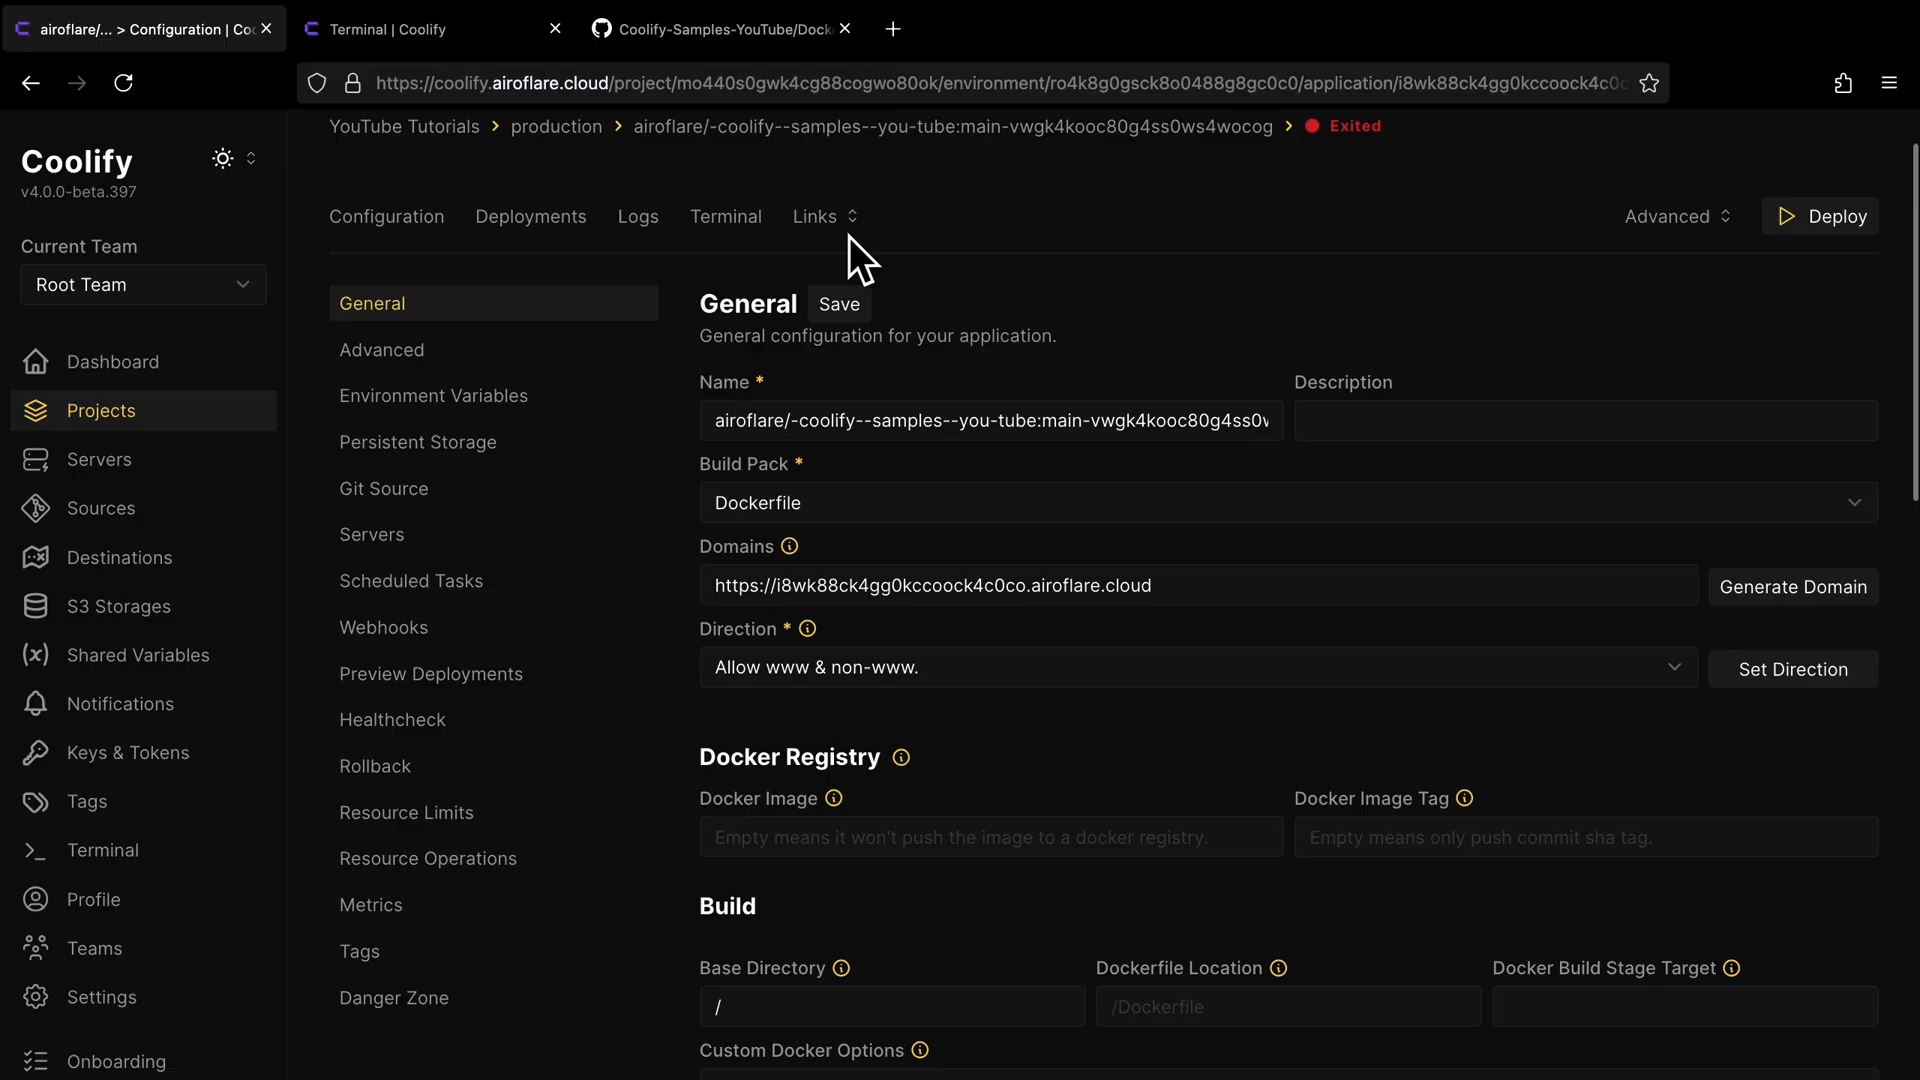 airoflare/... > Configuration | Co
Terminal | Coolify
Coolify-Samples-YouTube/Dock
https://coolify.airoflare.cloud/project/mo440s0gwk4cg88cogwo80ok/environment/ro4k8g0gsck8o0488g8gc0c0/application/i8wk88ck4gg0kccoock4c0c
Coolify
v4.0.0-beta.397
Current Team
Root Team
Dashboard
Projects
Servers
Sources
Destinations
S3 Storages
Shared Variables
Notifications
Keys & Tokens
Tags
Terminal
Profile
Teams
Settings
Onboarding
YouTube Tutorials > production > airoflare/-coolify--samples--you-tube:main-vwgk4kooc80g4ss0ws4wocog > Exited
Configuration Deployments Logs Terminal Links
Advanced Deploy
General
Advanced
Environment Variables
Persistent Storage
Git Source
Servers
Scheduled Tasks
Webhooks
Preview Deployments
Healthcheck
Rollback
Resource Limits
Resource Operations
Metrics
Tags
Danger Zone
General Save
General configuration for your application.
Name * Description
airoflare/-coolify--samples--you-tube:main-vwgk4kooc80g4ss0w
Build Pack *
Dockerfile
Domains
https://i8wk88ck4gg0kccoock4c0co.airoflare.cloud Generate Domain
Direction *
Allow www & non-www. Set Direction
Docker Registry
Docker Image Docker Image Tag
Empty means it won't push the image to a docker registry. Empty means only push commit sha tag.
Build
Base Directory Dockerfile Location Docker Build Stage Target
/ /Dockerfile
Custom Docker Options